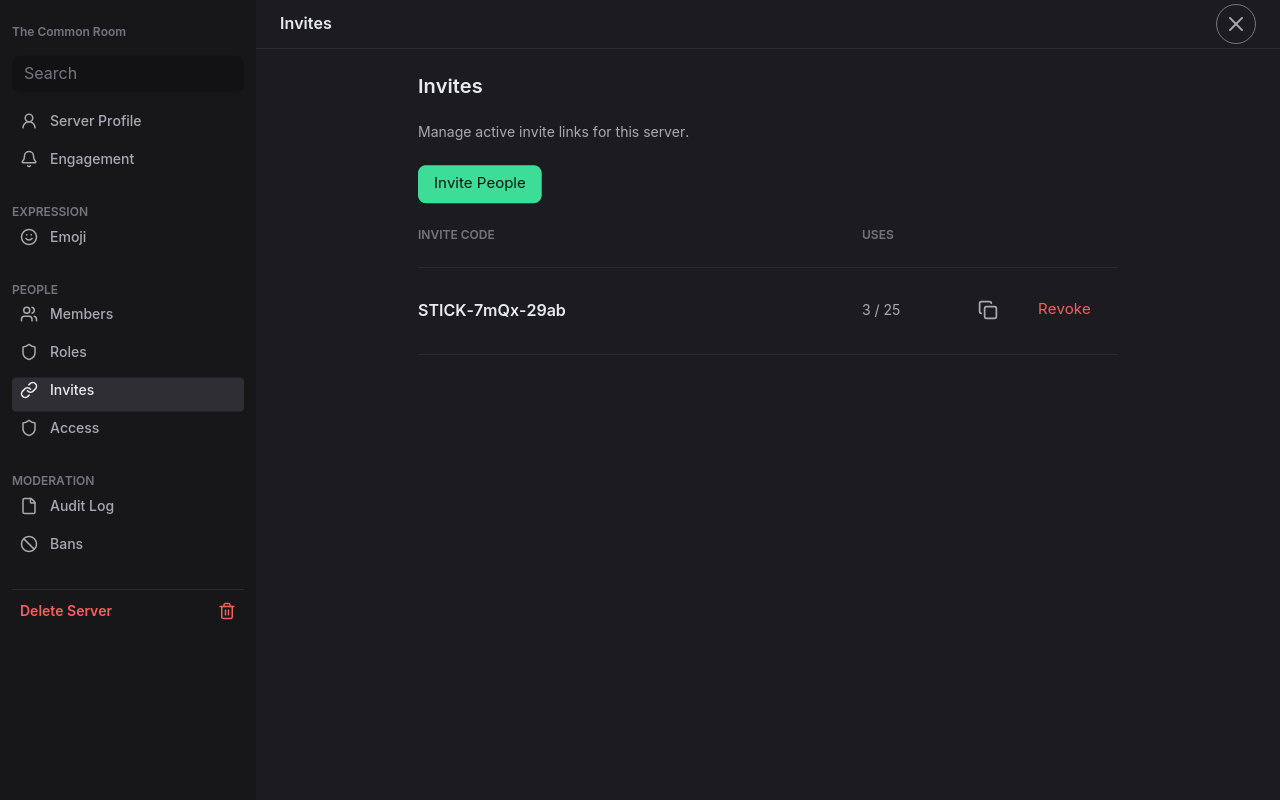 The Common Room
Search
Server Profile
Engagement
EXPRESSION
Emoji
PEOPLE
Members
Roles
Invites
Access
MODERATION
Audit Log
Bans
Delete Server
Invites
Invites
Manage active invite links for this server.
Invite People
INVITE CODE USES
STICK-7mQx-29ab 3 / 25 Revoke